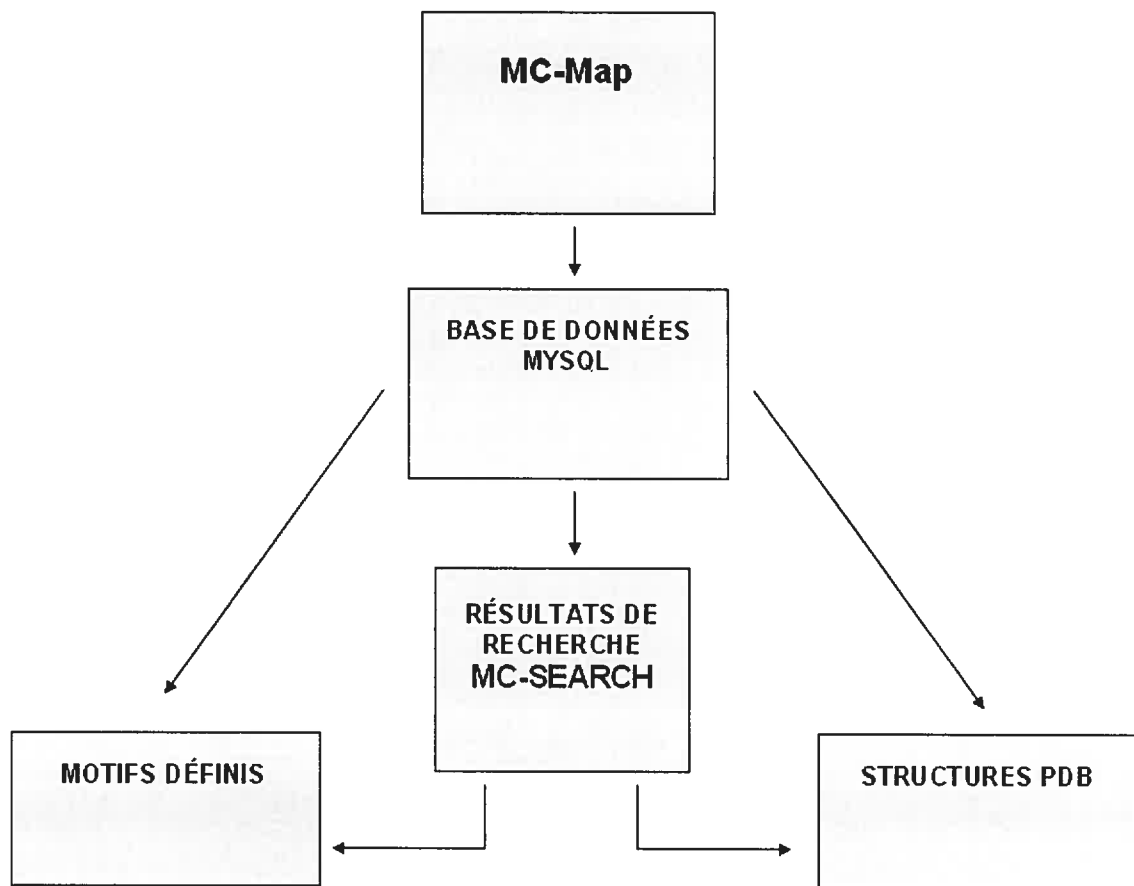 MC-Map
BASE DE DONNÉES
MYSQL
RÉSULTATS DE
RECHERCHE
MC-SEARCH
MOTIFS DÉFINIS
STRUCTURES PDB